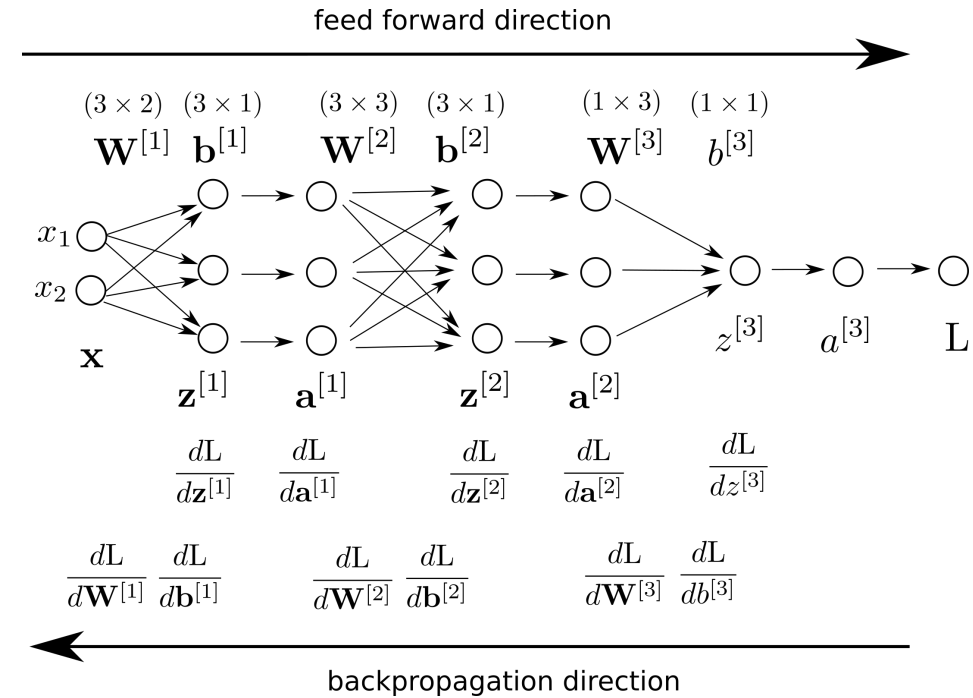 feed forward direction
(3 × 2) (3 × 1) (3 × 3) (3 × 1) (1 × 3) (1 × 1)
W^[1] b^[1] W^[2] b^[2] W^[3] b^[3]
x₁
x₂
x
z^[3] a^[3] L
z^[1] a^[1] z^[2] a^[2]
dL/dz^[1] dL/da^[1] dL/dz^[2] dL/da^[2] dL/dz^[3]
dL/dW^[1] dL/db^[1] dL/dW^[2] dL/db^[2] dL/dW^[3] dL/db^[3]
backpropagation direction